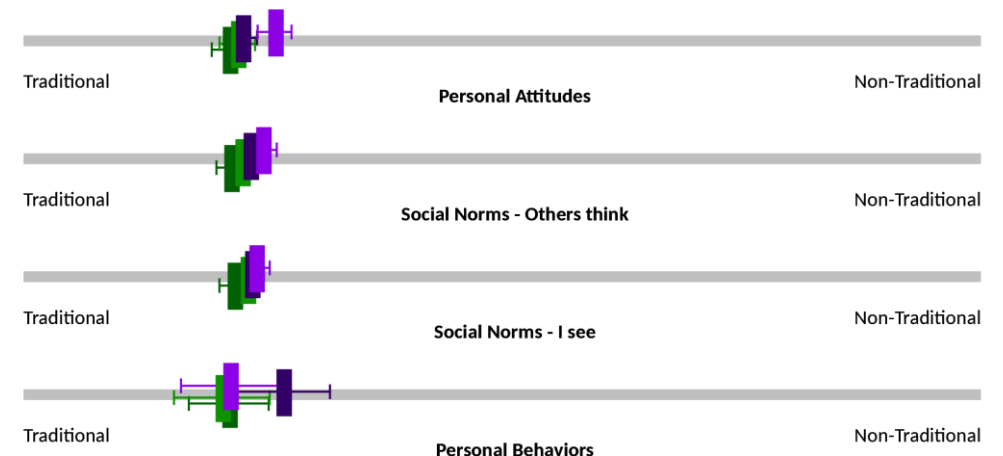 Traditional
Non-Traditional
Personal Attitudes
Traditional
Non-Traditional
Social Norms - Others think
Traditional
Non-Traditional
Social Norms - I see
Traditional
Non-Traditional
Personal Behaviors